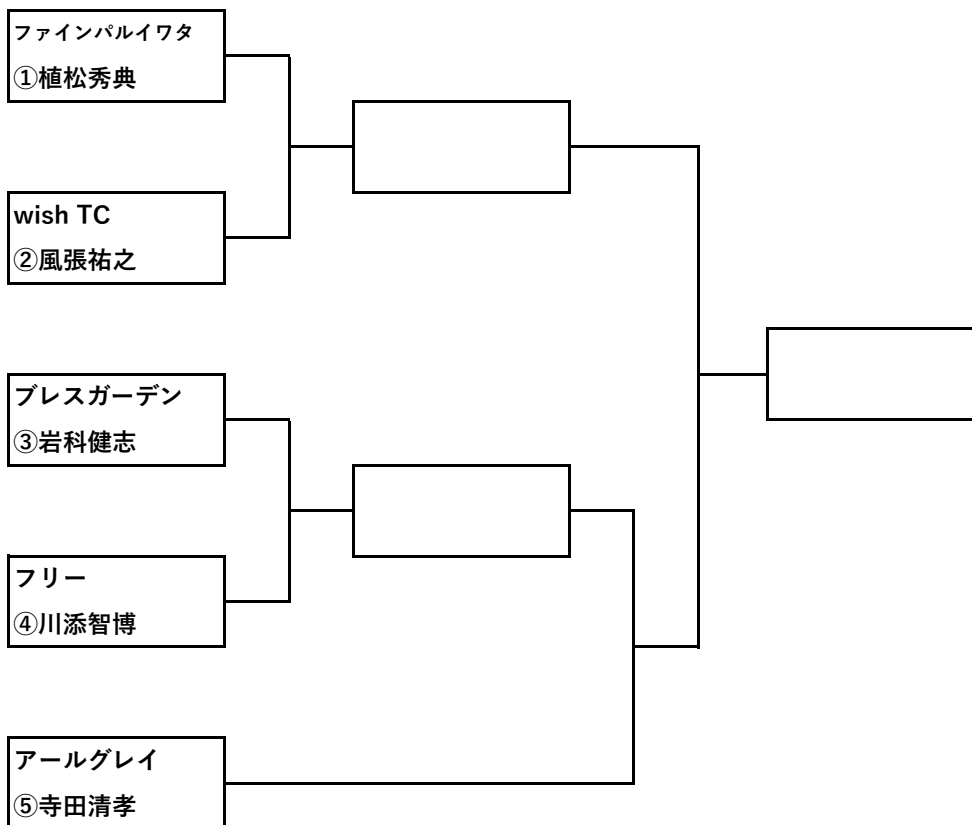 ファインパルイワタ
①植松秀典
wish TC
②風張祐之
ブレスガーデン
③岩科健志
フリー
④川添智博
アールグレイ
⑤寺田清孝